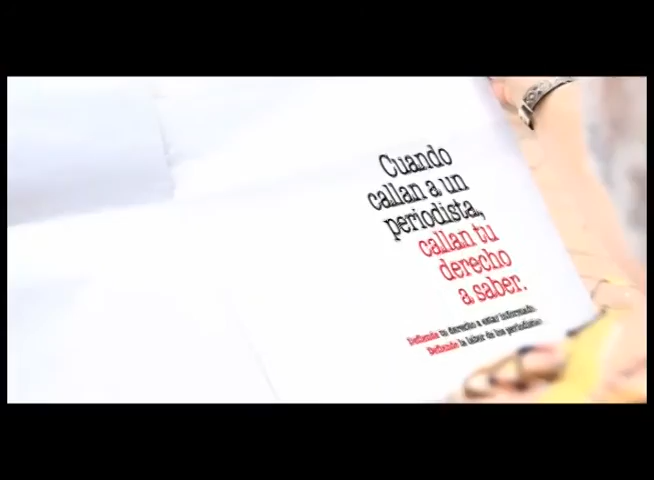 Cuando
callan a un
periodista,
callan tu
derecho
a saber.
Defiende tu derecho a estar informado.
Defiende la labor de los periodistas.